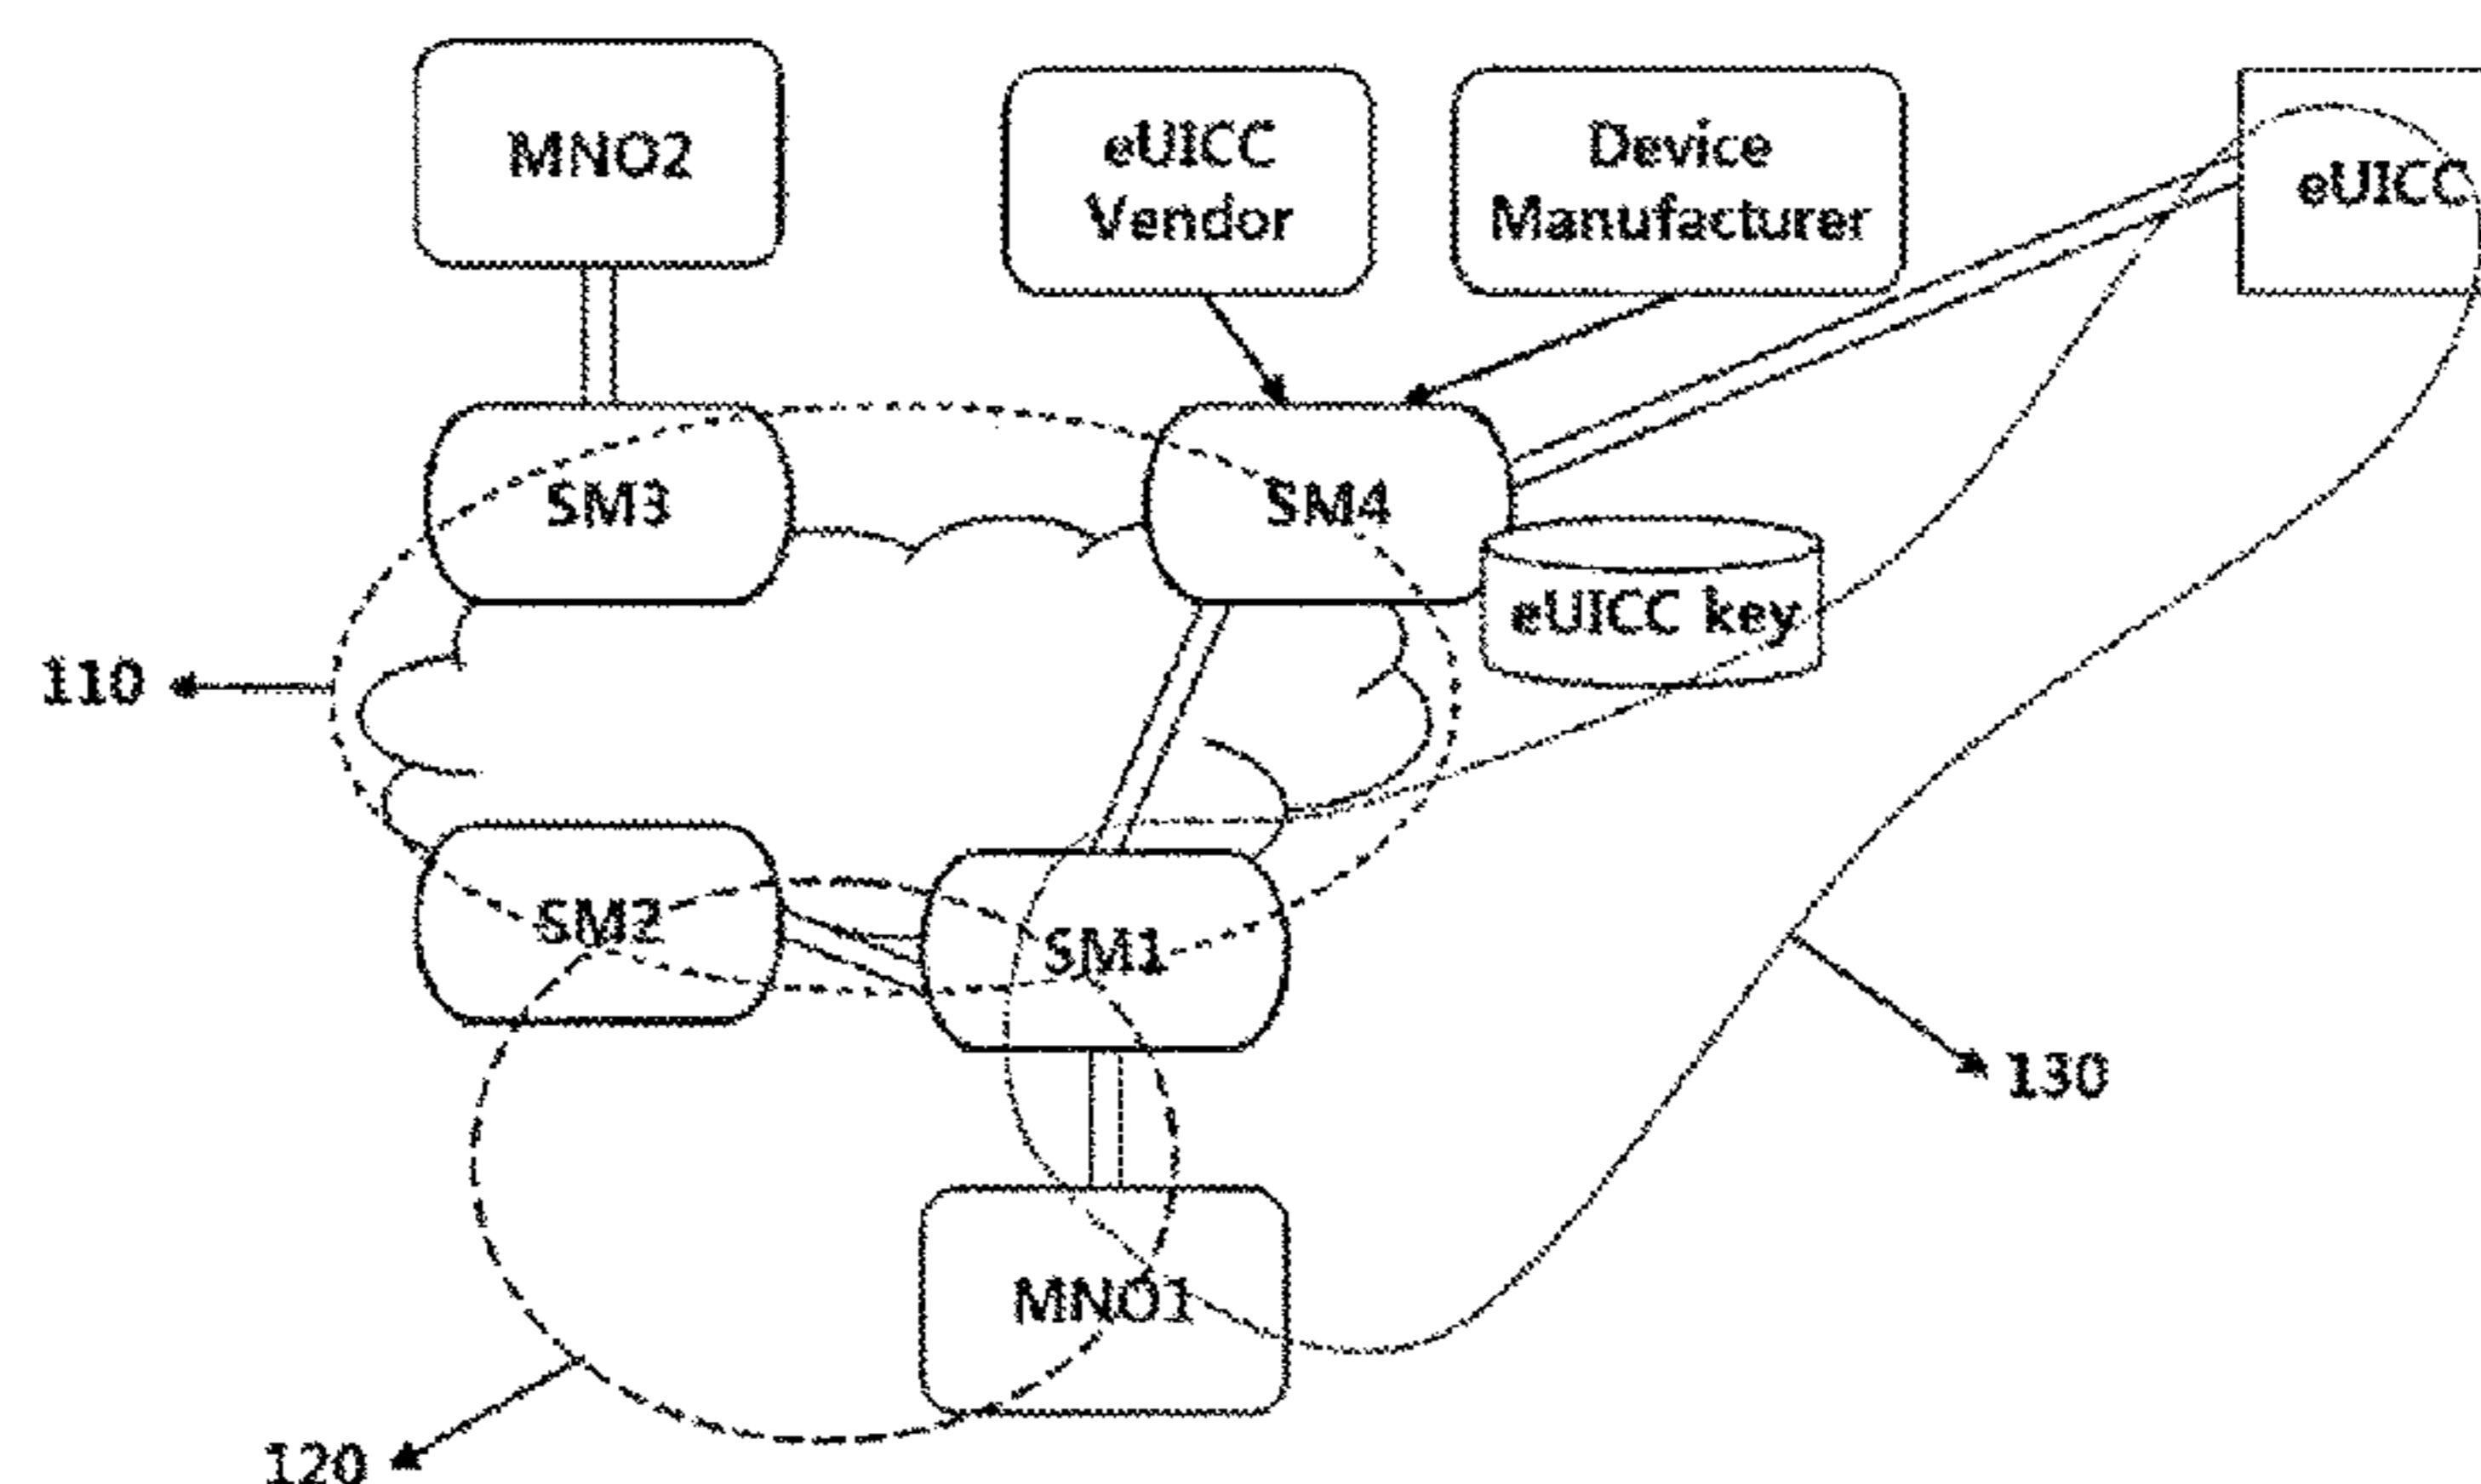 MNO2
eUICC
Vendor
Device
Manufacturer
eUICC
SM3
SM4
eUICC key
110
SM2
SM1
130
MNO1
120